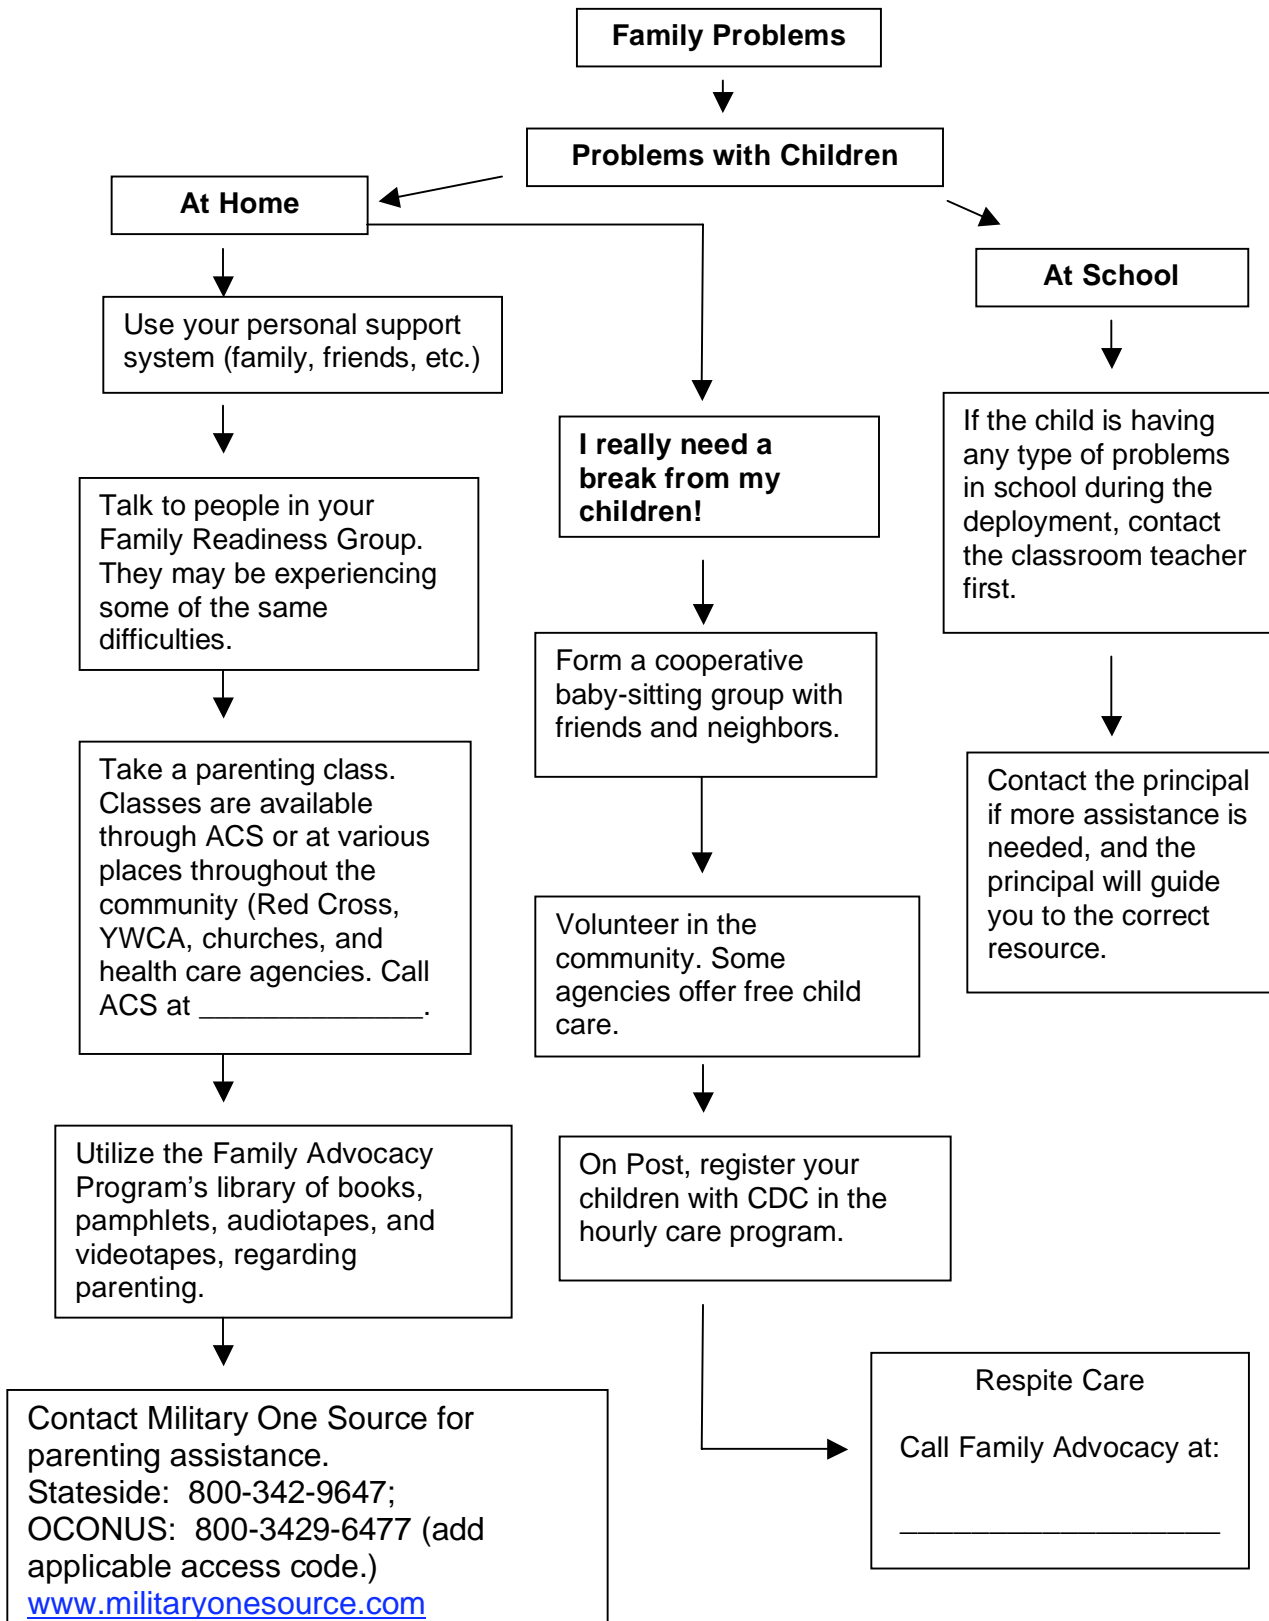 Family Problems
Problems with Children
At Home
Use your personal support
system (family, friends, etc.)
Talk to people in your
Family Readiness Group.
They may be experiencing
some of the same
difficulties.
Take a parenting class.
Classes are available
through ACS or at various
places throughout the
community (Red Cross,
YWCA, churches, and
health care agencies. Call
ACS at ______________.
Utilize the Family Advocacy
Program’s library of books,
pamphlets, audiotapes, and
videotapes, regarding
parenting.
Contact Military One Source for
parenting assistance.
Stateside:  800-342-9647;
OCONUS:  800-3429-6477 (add
applicable access code.)
www.militaryonesource.com
I really need a
break from my
children!
Form a cooperative
baby-sitting group with
friends and neighbors.
Volunteer in the
community. Some
agencies offer free child
care.
On Post, register your
children with CDC in the
hourly care program.
Respite Care
Call Family Advocacy at:
____________________
At School
If the child is having
any type of problems
in school during the
deployment, contact
the classroom teacher
first.
Contact the principal
if more assistance is
needed, and the
principal will guide
you to the correct
resource.